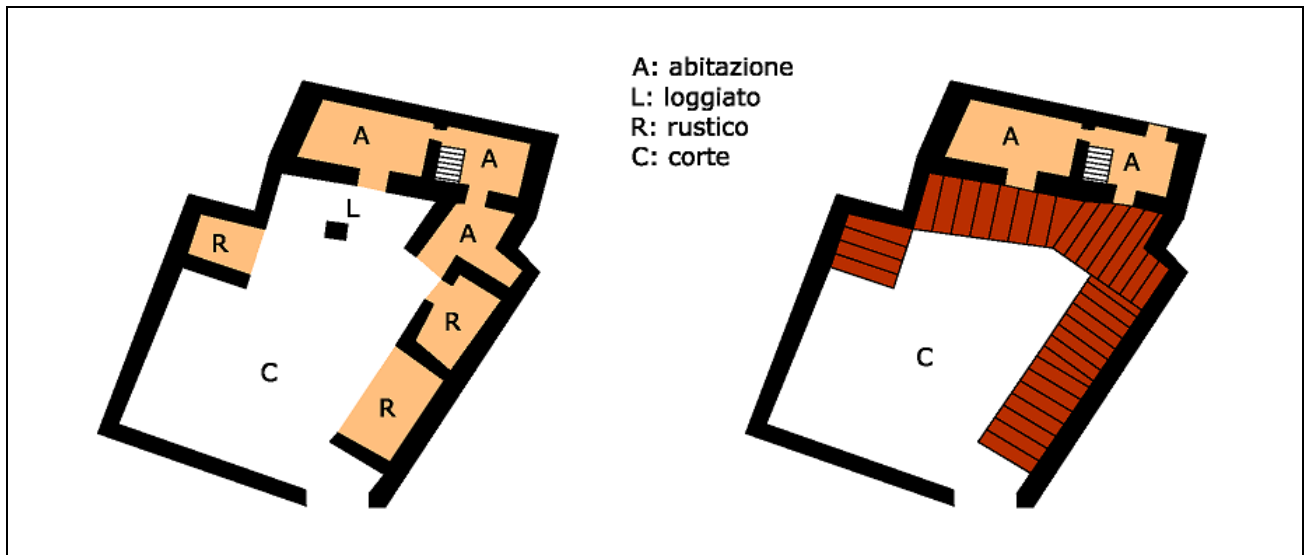 A: abitazione
L: loggiato
R: rustico
C: corte
A
A
L
A
R
R
R
C
A
A
C